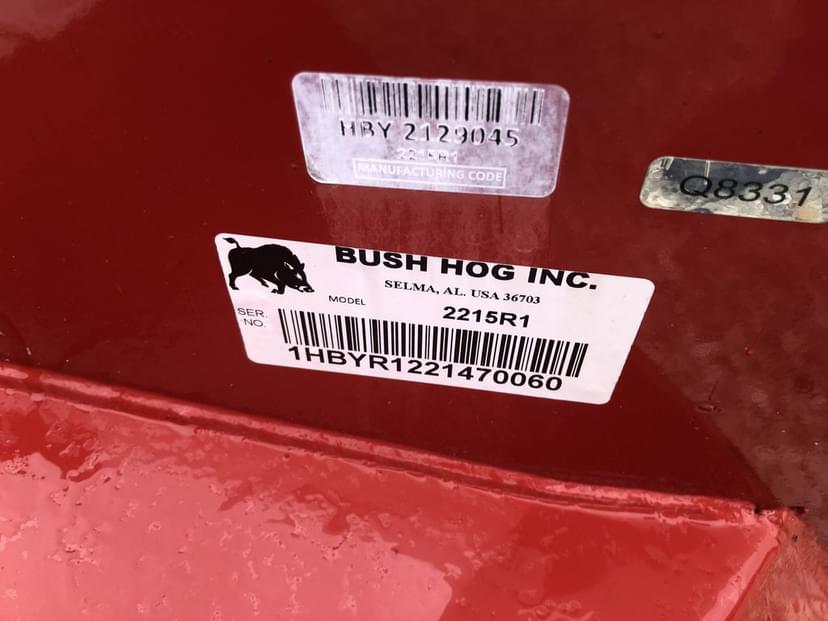 HBY 2129045
2215R1
MANUFACTURING CODE
Q8331
BUSH HOG INC.
SELMA, AL. USA 36703
MODEL 2215R1
SER. NO.
1HBYR1221470060